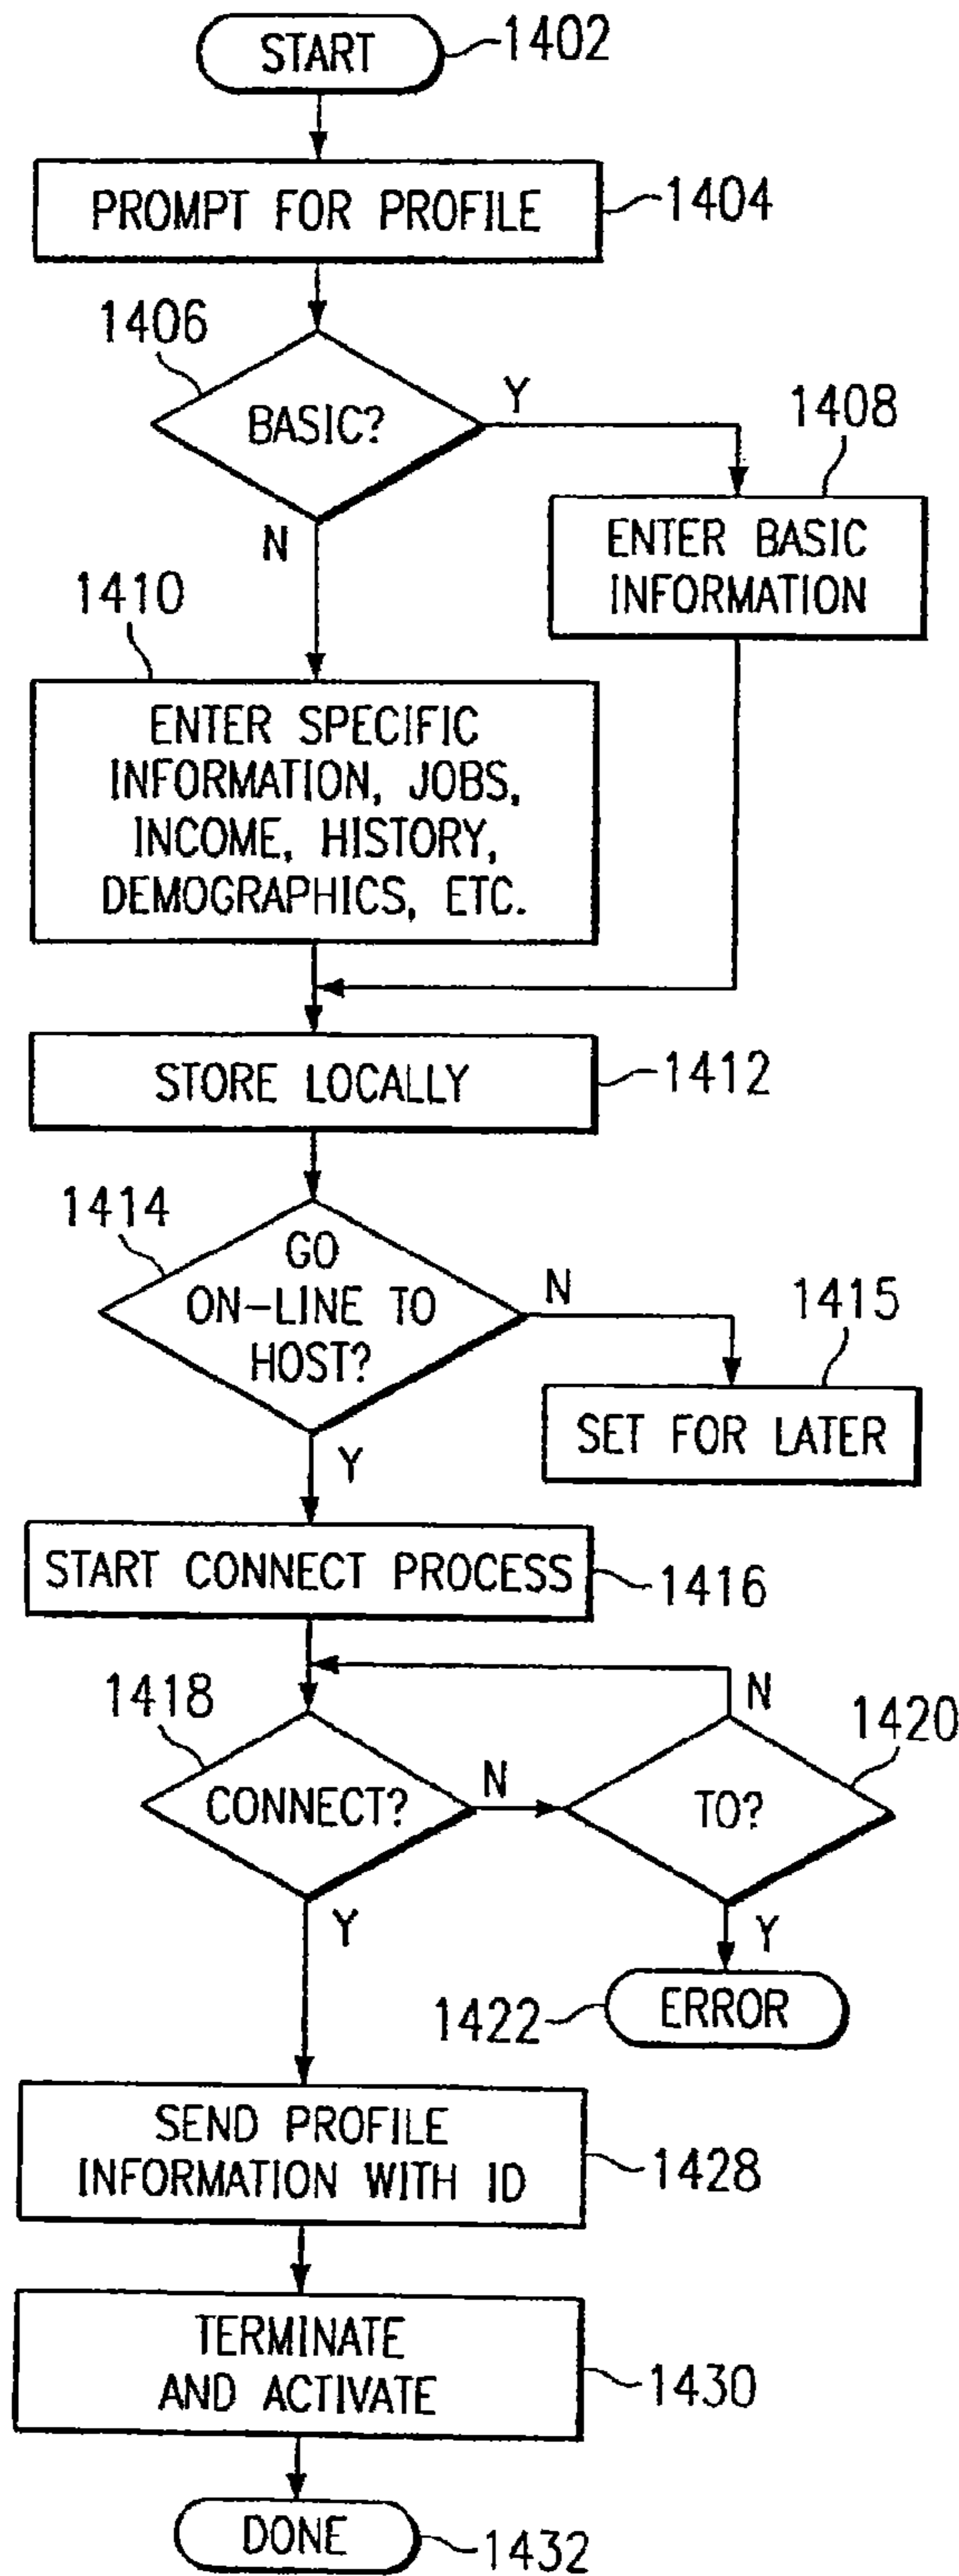 START
1402
PROMPT FOR PROFILE
1404
1406
BASIC?
Y
N
1408
ENTER BASIC
INFORMATION
1410
ENTER SPECIFIC
INFORMATION, JOBS,
INCOME, HISTORY,
DEMOGRAPHICS, ETC.
STORE LOCALLY
1412
1414
GO
ON-LINE TO
HOST?
N
Y
1415
SET FOR LATER
START CONNECT PROCESS
1416
1418
CONNECT?
N
Y
N
1420
TO?
Y
1422
ERROR
SEND PROFILE
INFORMATION WITH ID
1428
TERMINATE
AND ACTIVATE
1430
DONE
1432